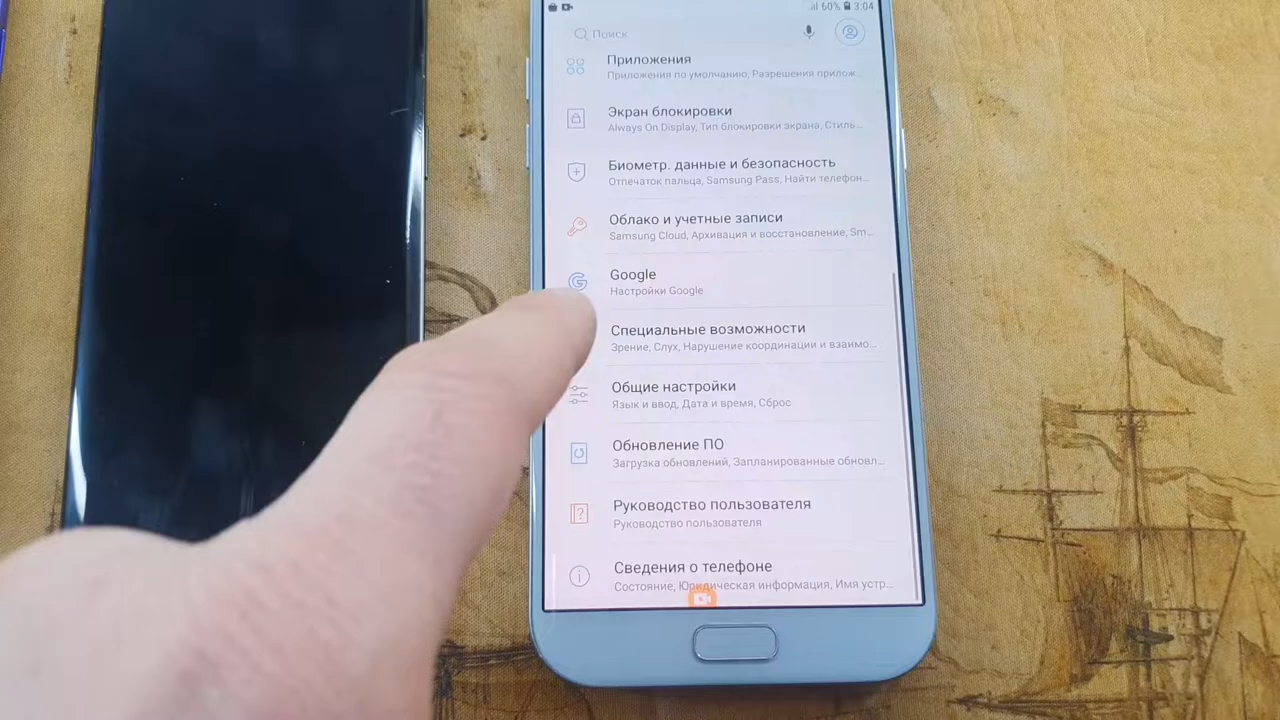 60% 3:04
Поиск
Приложения
Приложения по умолчанию, Разрешения прилож...
Экран блокировки
Always On Display, Тип блокировки экрана, Стиль...
Биометр. данные и безопасность
Отпечаток пальца, Samsung Pass, Найти телефон...
Облако и учетные записи
Samsung Cloud, Архивация и восстановление, Sm...
Google
Настройки Google
Специальные возможности
Зрение, Слух, Нарушение координации и взаимо...
Общие настройки
Язык и ввод, Дата и время, Сброс
Обновление ПО
Загрузка обновлений, Запланированные обновл...
Руководство пользователя
Руководство пользователя
Сведения о телефоне
Состояние, Юридическая информация, Имя устр...